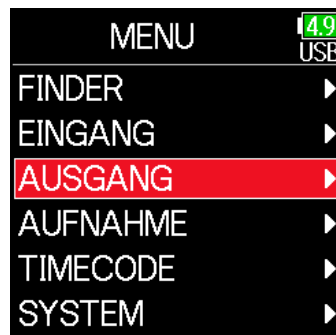 MENU
4.9
USB
FINDER
EINGANG
AUSGANG
AUFNAHME
TIMECODE
SYSTEM